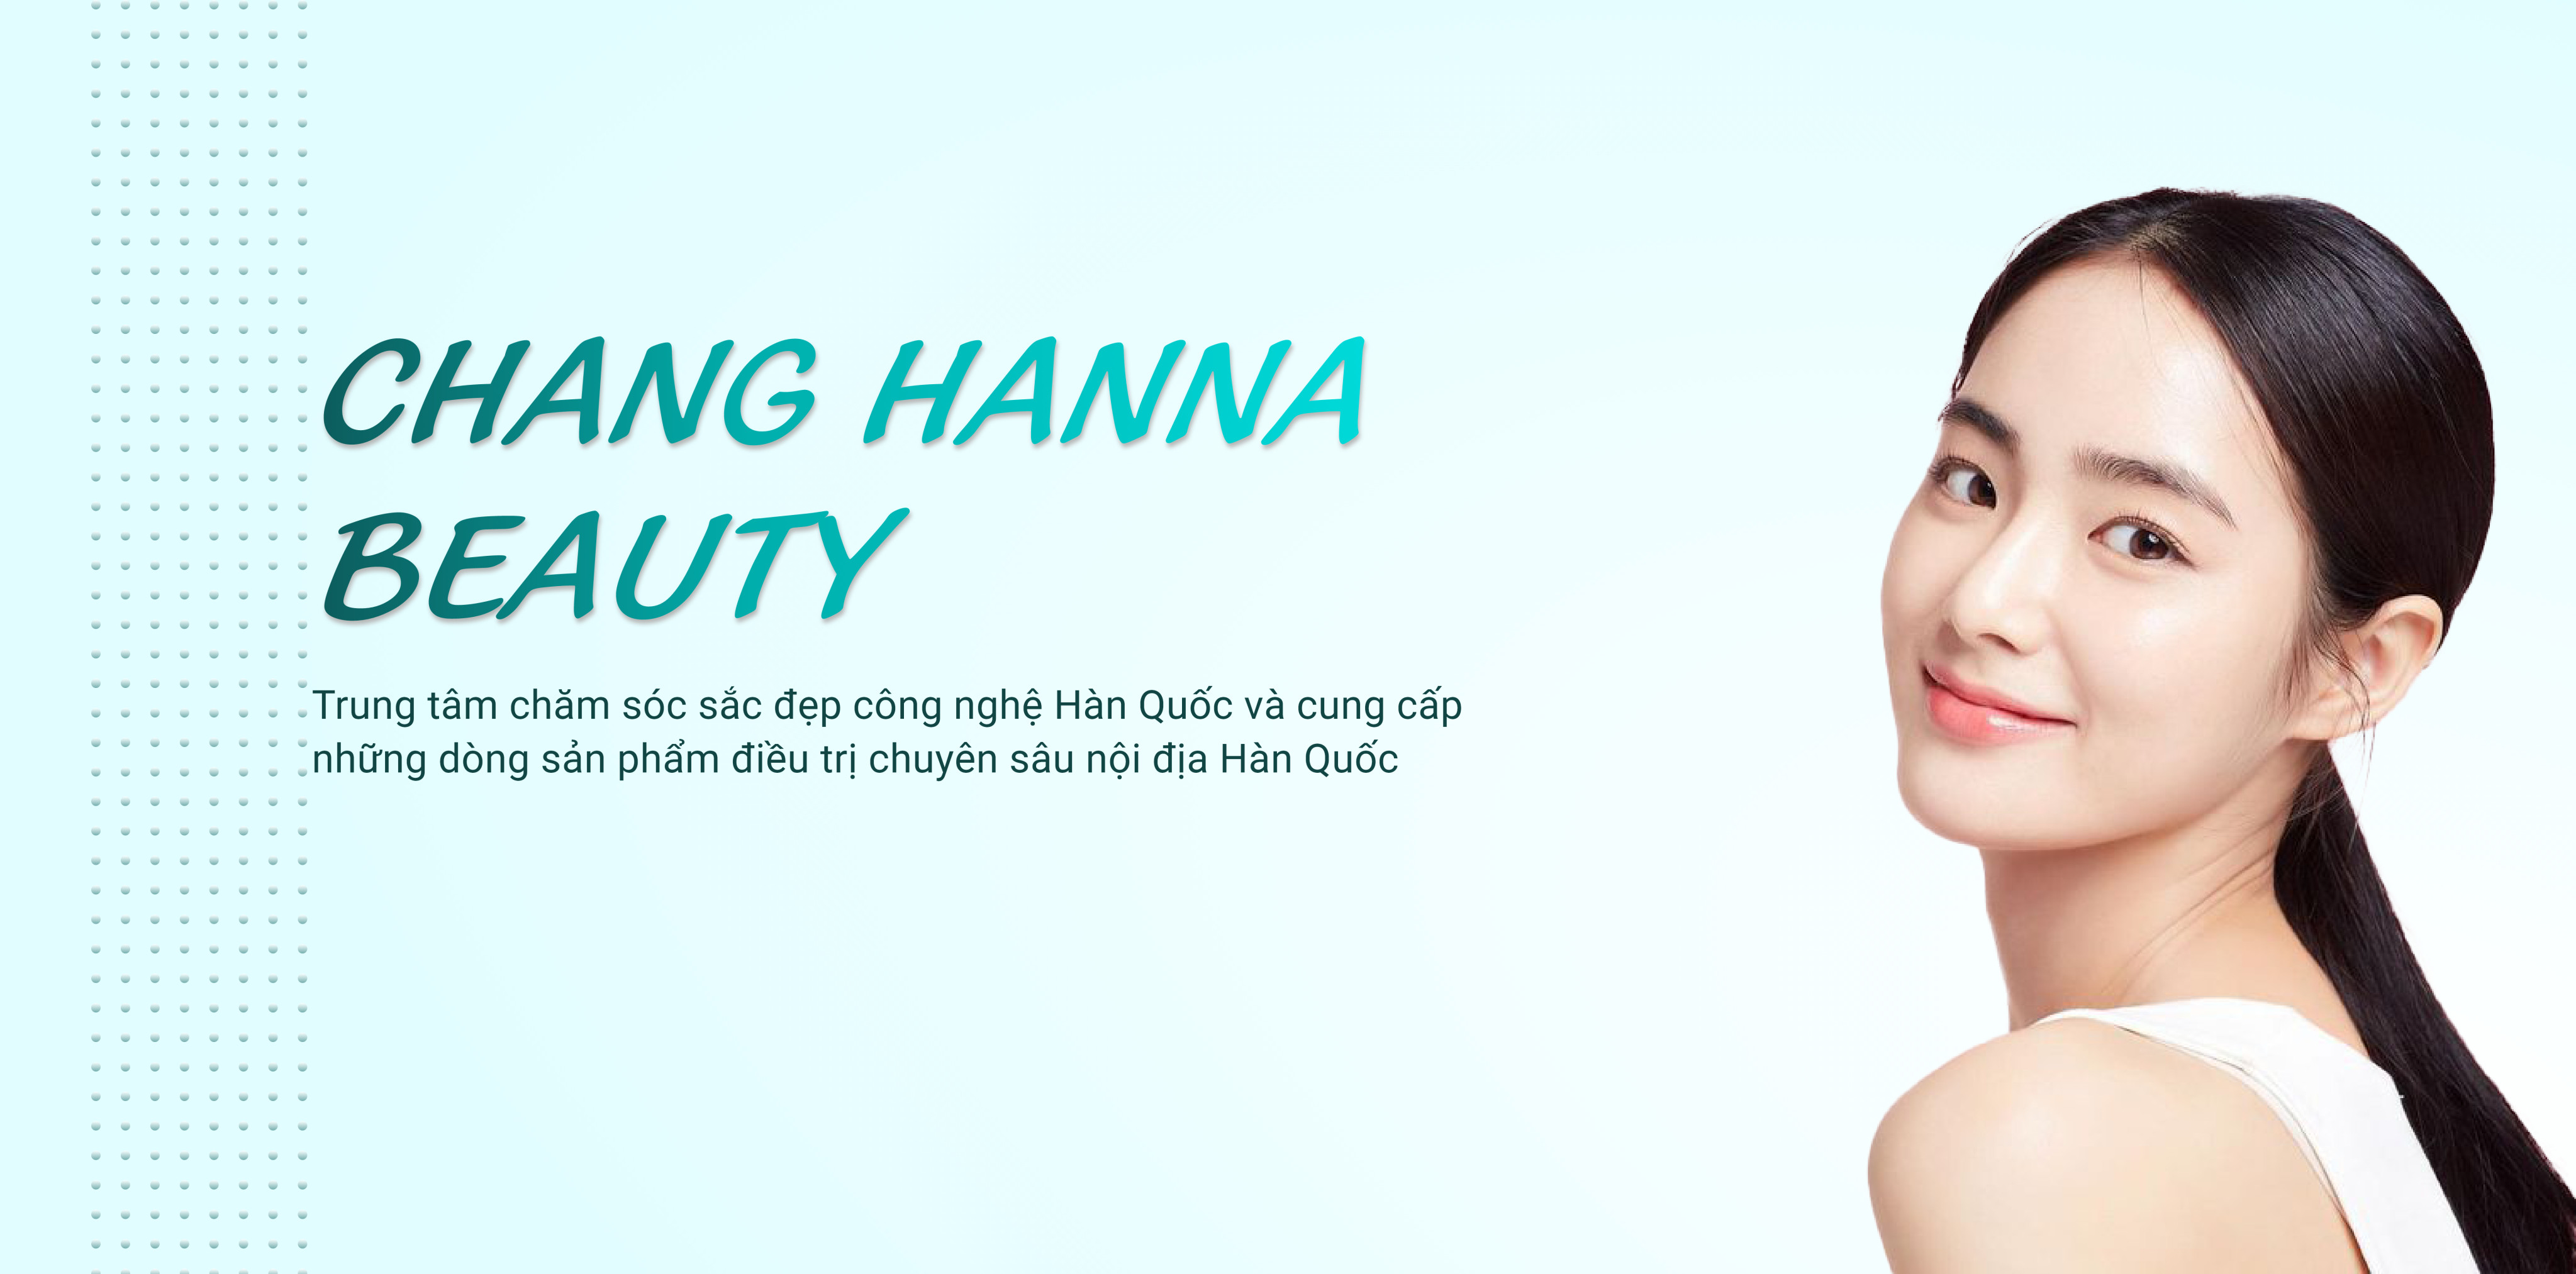 CHANG HANNA
BEAUTY
Trung tâm chăm sóc sắc đẹp công nghệ Hàn Quốc và cung cấp
những dòng sản phẩm điều trị chuyên sâu nội địa Hàn Quốc